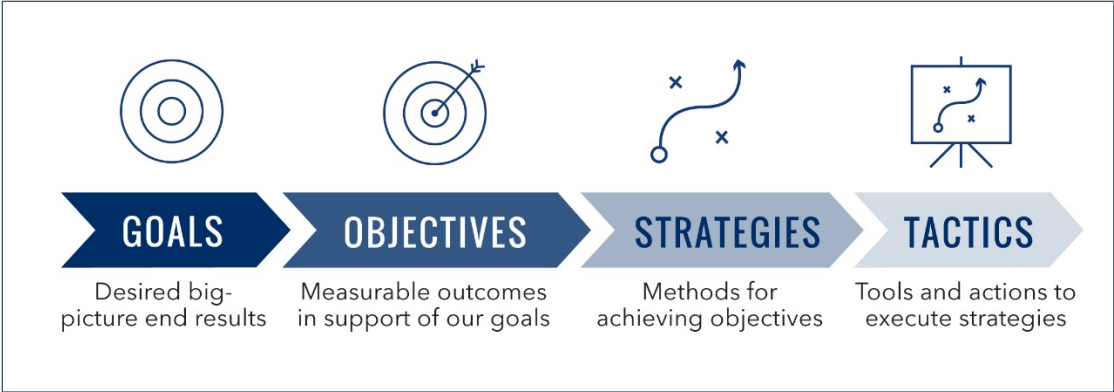 GOALS
Desired big-
picture end results
OBJECTIVES
Measurable outcomes
in support of our goals
STRATEGIES
Methods for
achieving objectives
TACTICS
Tools and actions to
execute strategies